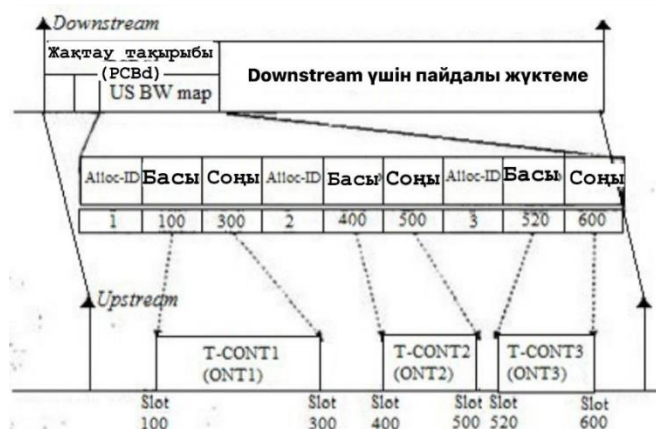 Downstream
Жақтау тақырыбы
(PCBd)
US BW map
Downstream үшін пайдалы жүктеме
Alloc-ID Басы Соңы Alloc-ID Басы Соңы Alloc-ID Басы Соңы
1 100 300 2 400 500 3 520 600
Upstream
T-CONT1 T-CONT2 T-CONT3
(ONT1) (ONT2) (ONT3)
Slot Slot Slot Slot Slot Slot
100 300 400 500 520 600